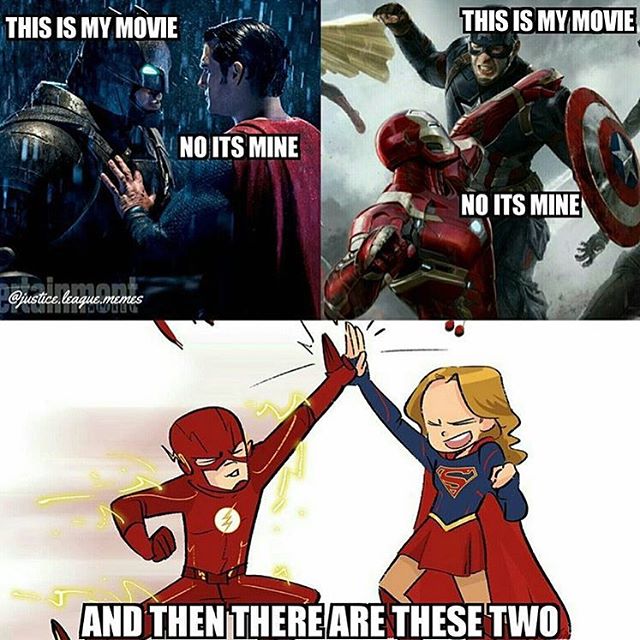 THIS IS MY MOVIE
NO ITS MINE
THIS IS MY MOVIE
NO ITS MINE
@justice.league.memes
AND THEN THERE ARE THESE TWO